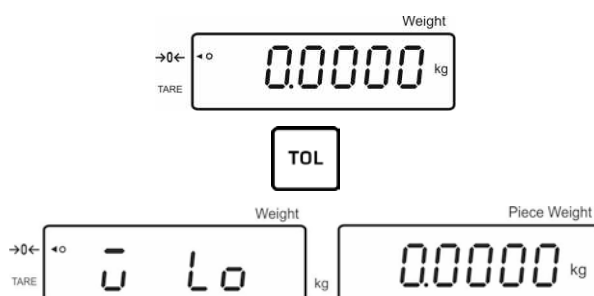 Weight
→0← ◄ o 0.0000 kg
TARE
TOL
Weight Piece Weight
→0← ◄ o ū Lo kg 0.0000 kg
TARE